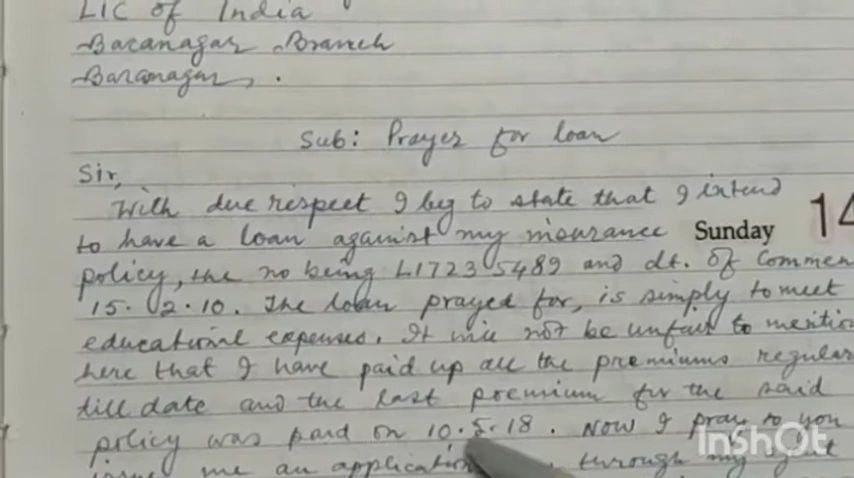 LIC of India
Baranagar Branch
Baranagar,.
Sub: Prayer for loan
Sir,
With due respect I beg to state that I intend
to have a loan against my insurance Sunday 14
policy, the no being L17235489 and dt. of Commen
15.02.10. The loan prayed for, is simply to meet
educational expenses. It will not be unfair to mention
here that I have paid up all the premiums regular
till date and the last premium for the said
policy was paid on 10.5.18. Now I pray to you
issue me an application through my
InShOt